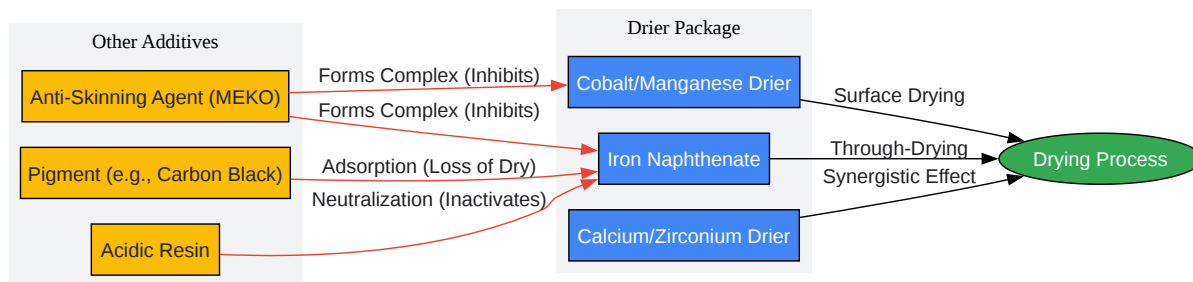 Other Additives
Drier Package
Anti-Skinning Agent (MEKO)
Forms Complex (Inhibits)
Cobalt/Manganese Drier
Surface Drying
Forms Complex (Inhibits)
Pigment (e.g., Carbon Black)
Adsorption (Loss of Dry)
Iron Naphthenate
Through-Drying
Drying Process
Neutralization (Inactivates)
Synergistic Effect
Acidic Resin
Calcium/Zirconium Drier